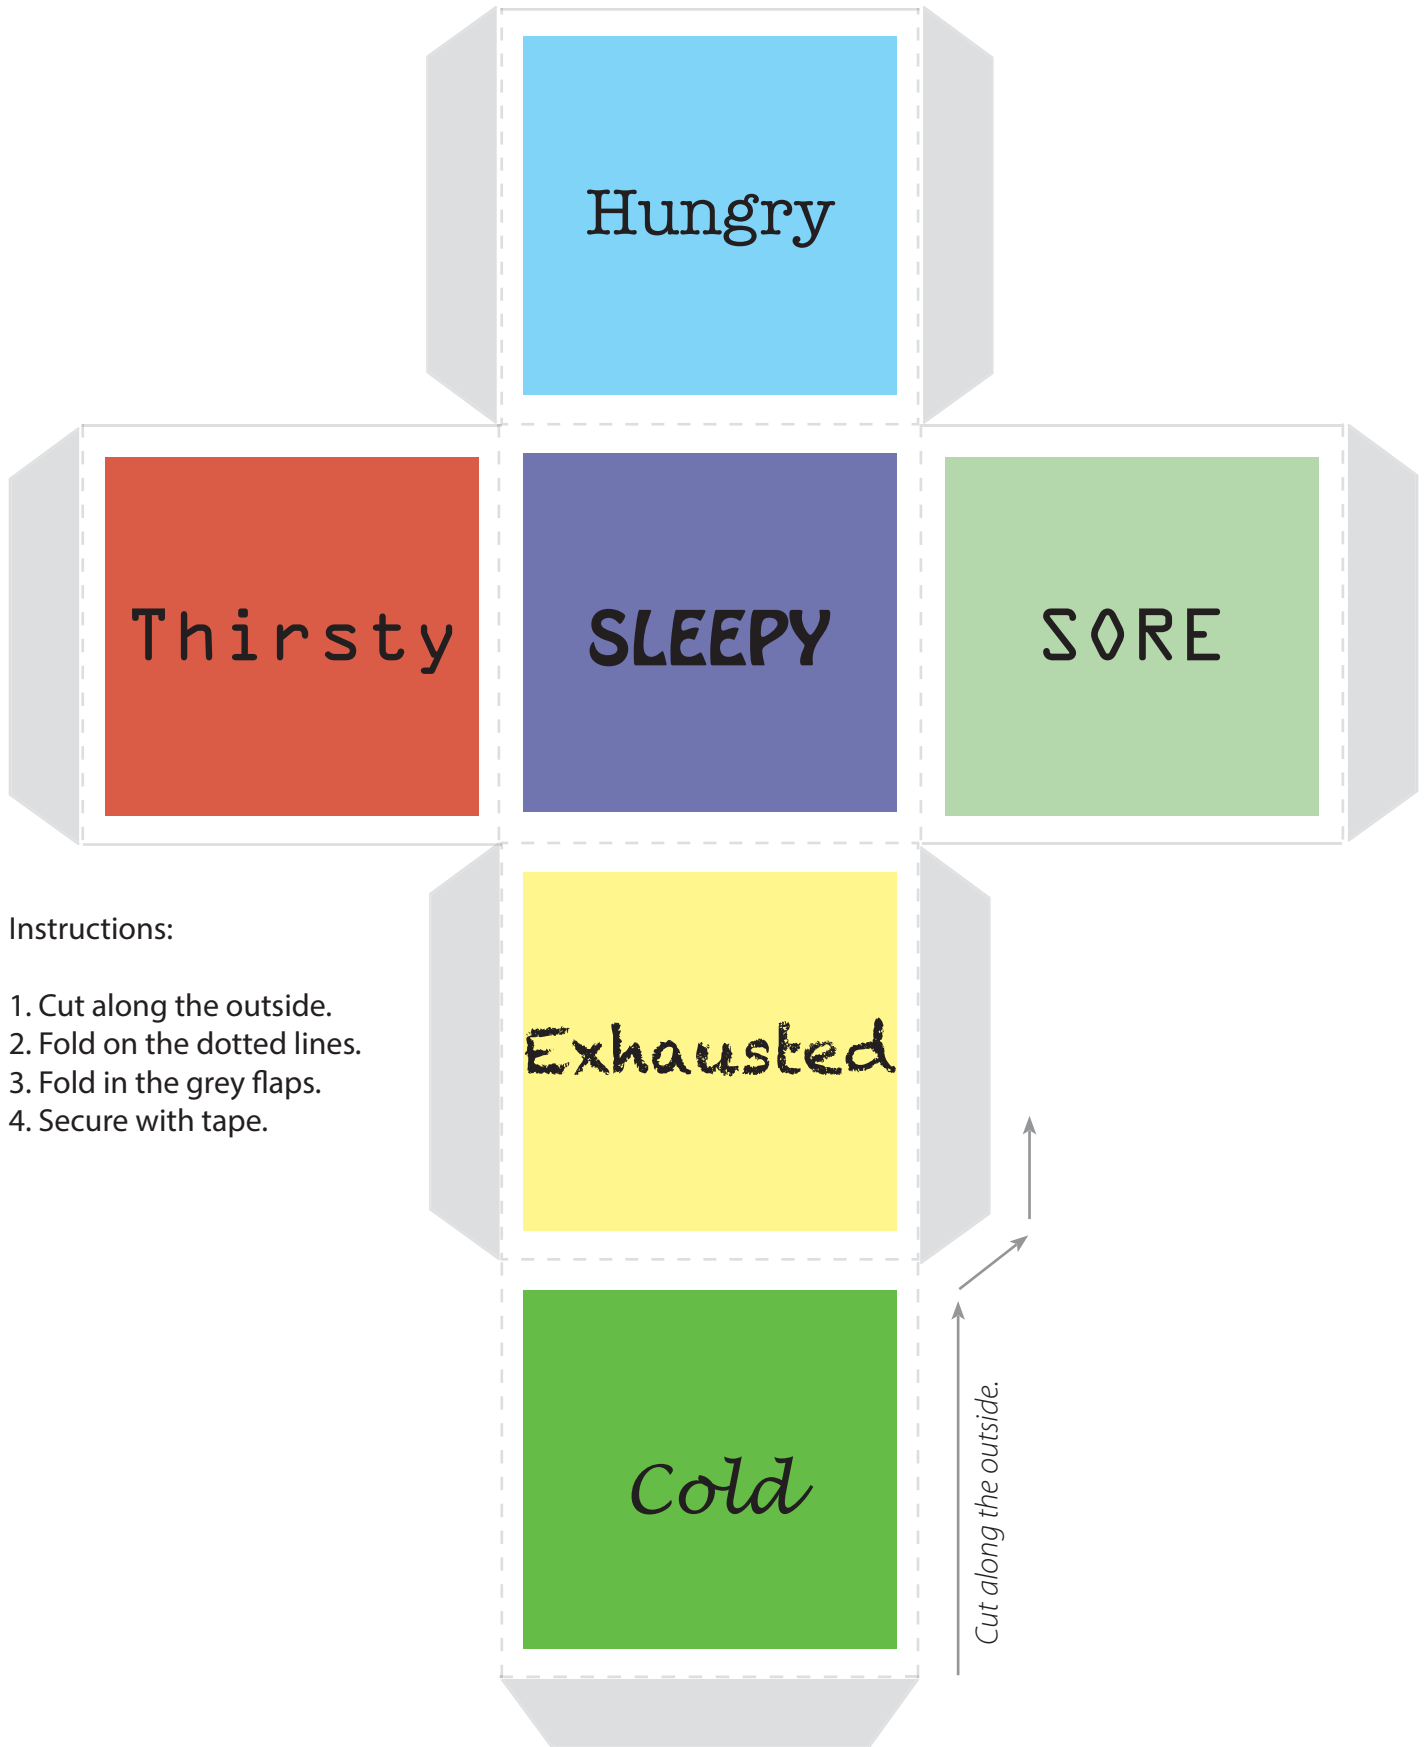 Hungry
Thirsty
SLEEPY
SORE
Instructions:
1. Cut along the outside.
2. Fold on the dotted lines.
3. Fold in the grey flaps.
4. Secure with tape.
Exhausted
Cold
Cut along the outside.